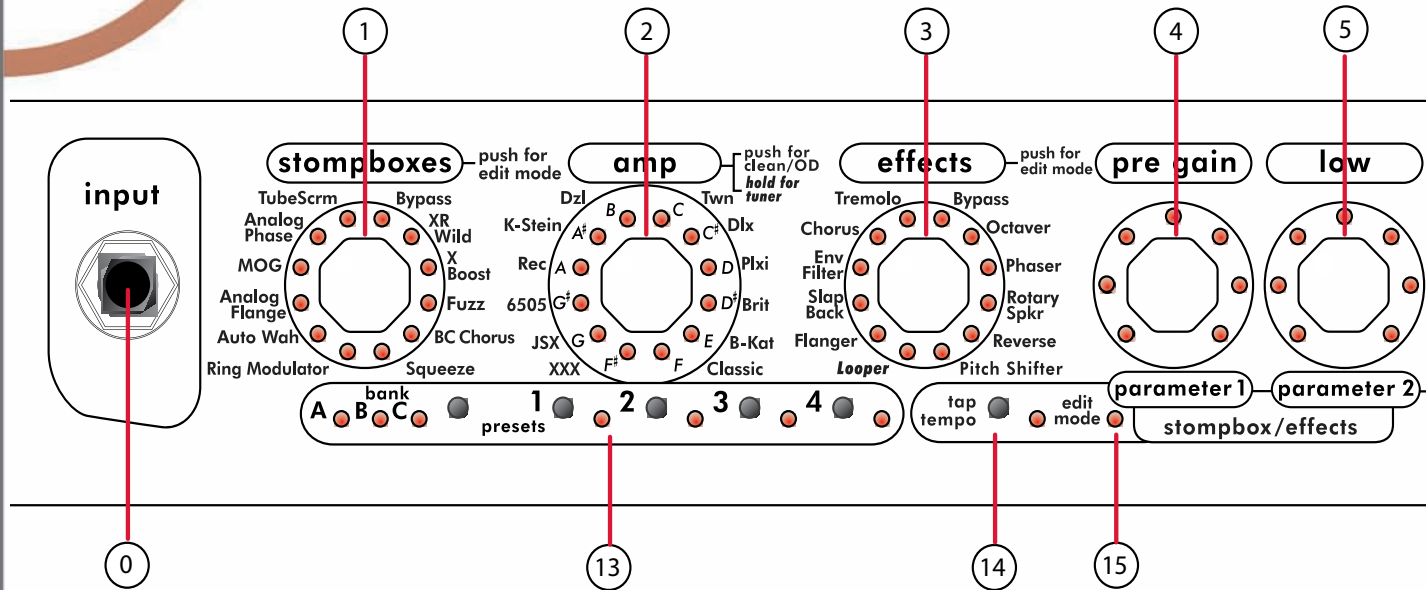 1
2
3
4
5
input
stompboxes
push for
edit mode
TubeScrm
Bypass
Analog
Phase
XR
Wild
MOG
X
Boost
Analog
Flange
Fuzz
Auto Wah
BC Chorus
Ring Modulator
Squeeze
amp
push for
clean/OD
hold for
tuner
Dzl
Twn
K-Stein
Dlx
Rec
Plxi
6505
Brit
JSX
B-Kat
XXX
Classic
B
C
A♯
C♯
A
D
G♯
D♯
G
E
F♯
F
effects
push for
edit mode
Tremolo
Bypass
Chorus
Octaver
Env
Filter
Phaser
Slap
Back
Rotary
Spkr
Flanger
Reverse
Looper
Pitch Shifter
pre gain
low
A
B
bank
C
presets
1
2
3
4
tap
tempo
edit
mode
parameter 1
parameter 2
stompbox/effects
0
13
14
15